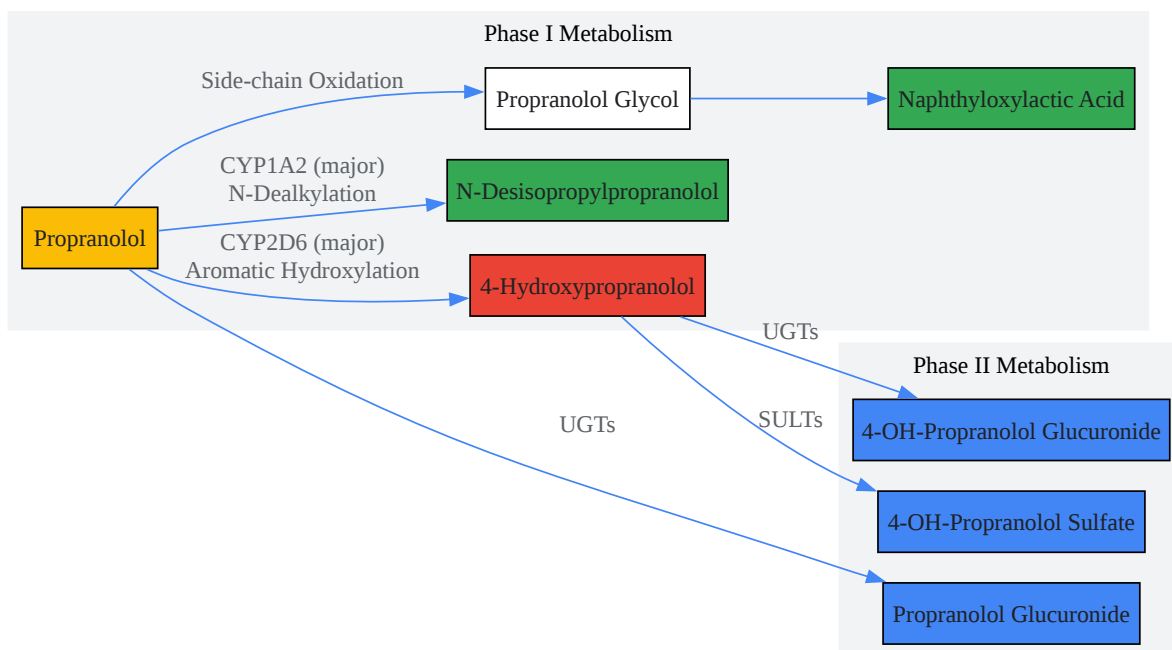 Phase I Metabolism
Side-chain Oxidation
Propranolol Glycol
Naphthyloxylactic Acid
CYP1A2 (major)
N-Dealkylation
N-Desisopropylpropranolol
Propranolol
CYP2D6 (major)
Aromatic Hydroxylation
4-Hydroxypropranolol
UGTs
Phase II Metabolism
4-OH-Propranolol Glucuronide
SULTs
UGTs
4-OH-Propranolol Sulfate
Propranolol Glucuronide